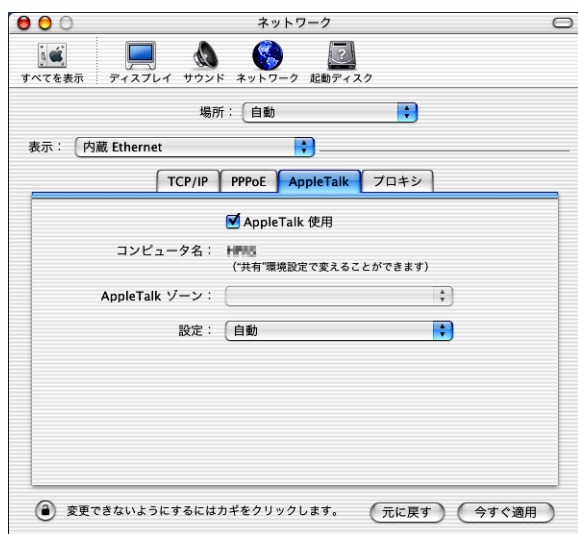 ネットワーク
すべてを表示 ディスプレイ サウンド ネットワーク 起動ディスク
場所： 自動
表示： 内蔵 Ethernet
TCP/IP PPPoE AppleTalk プロキシ
AppleTalk 使用
コンピュータ名：
("共有"環境設定で変えることができます)
AppleTalk ゾーン：
設定： 自動
変更できないようにするにはカギをクリックします。 元に戻す 今すぐ適用